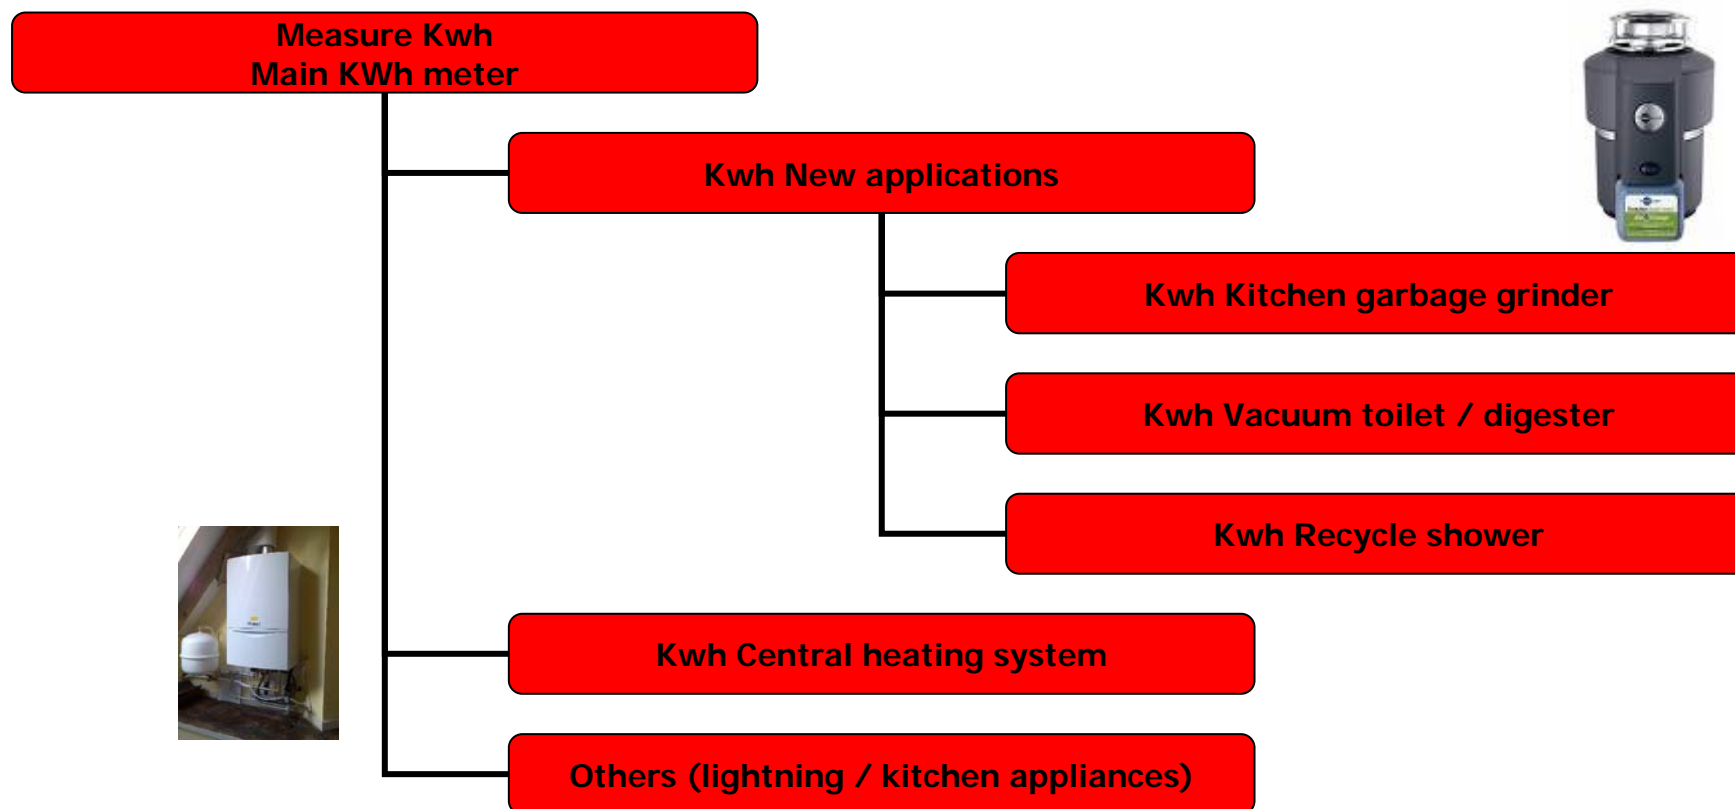 Measure Kwh
Main KWh meter
Kwh New applications
Kwh Kitchen garbage grinder
Kwh Vacuum toilet / digester
Kwh Recycle shower
Kwh Central heating system
Others (lightning / kitchen appliances)